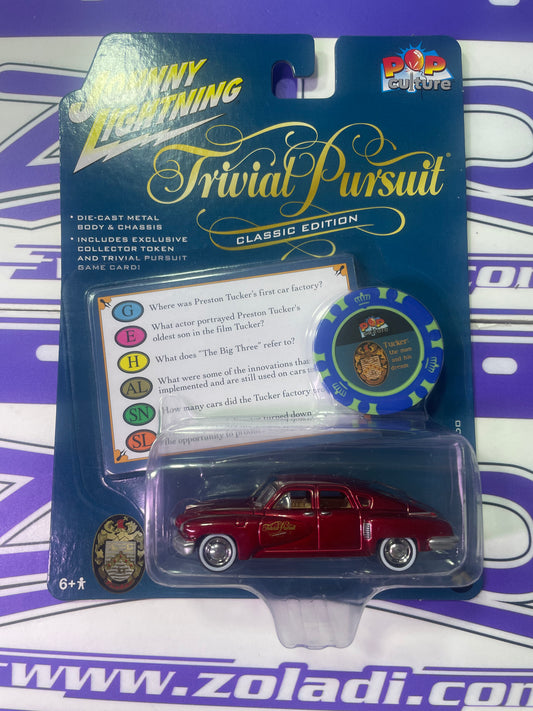 JOHNNY
LIGHTNING
POP
culture
Trivial Pursuit®
CLASSIC EDITION
• DIE-CAST METAL
BODY & CHASSIS
• INCLUDES EXCLUSIVE
COLLECTOR TOKEN
AND TRIVIAL PURSUIT
GAME CARD!
G Where was Preston Tucker's first car factory?
E What actor portrayed Preston Tucker's
oldest son in the film Tucker?
H What does "The Big Three" refer to?
AL What were some of the innovations that
implemented and are still used on cars
SN How many cars did the Tucker factory
turned down
SL the opportunity to
POP
culture
Tucker:
the man
and his
dream
Trivial Pursuit
6+
www.zoladi.com